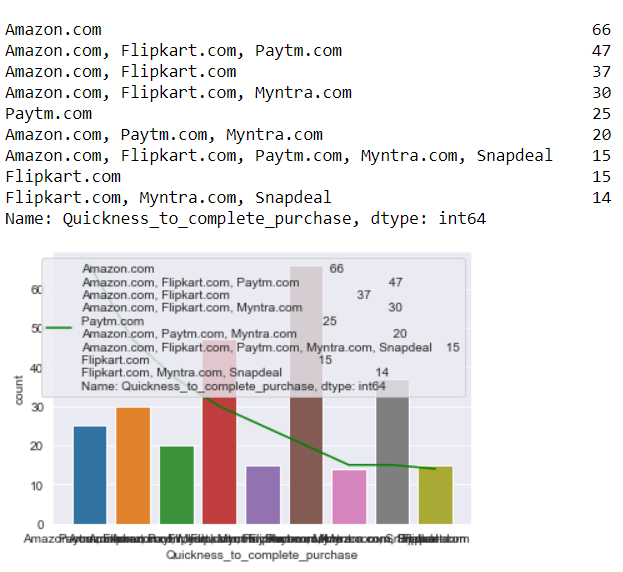 Amazon.com 66
Amazon.com, Flipkart.com, Paytm.com 47
Amazon.com, Flipkart.com 37
Amazon.com, Flipkart.com, Myntra.com 30
Paytm.com 25
Amazon.com, Paytm.com, Myntra.com 20
Amazon.com, Flipkart.com, Paytm.com, Myntra.com, Snapdeal 15
Flipkart.com 15
Flipkart.com, Myntra.com, Snapdeal 14
Name: Quickness_to_complete_purchase, dtype: int64
Amazon.com 66
Amazon.com, Flipkart.com, Paytm.com 47
Amazon.com, Flipkart.com 37
Amazon.com, Flipkart.com, Myntra.com 30
Paytm.com 25
Amazon.com, Paytm.com, Myntra.com 20
Amazon.com, Flipkart.com, Paytm.com, Myntra.com, Snapdeal 15
Flipkart.com 15
Flipkart.com, Myntra.com, Snapdeal 14
Name: Quickness_to_complete_purchase, dtype: int64
60
50
40
30
20
10
0
count
Quickness_to_complete_purchase